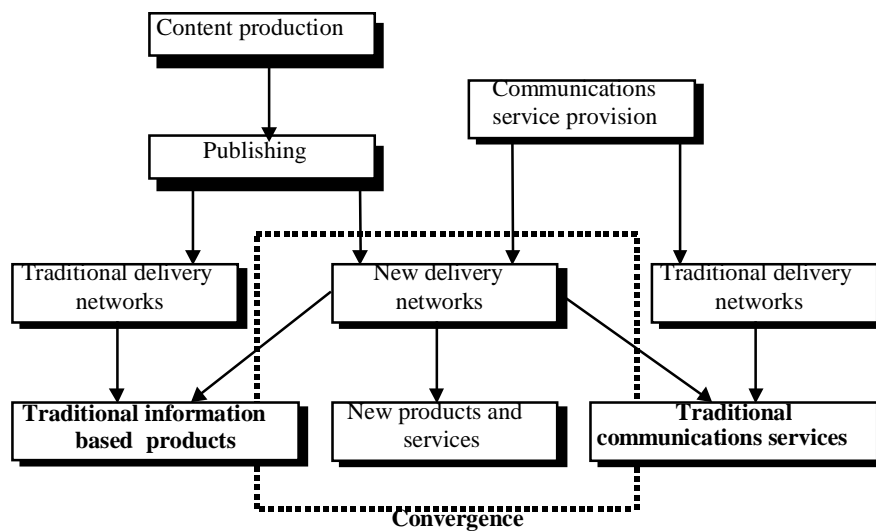 Content production
Communications
service provision
Publishing
Traditional delivery
networks
New delivery
networks
Traditional delivery
networks
Traditional information
based products
New products and
services
Traditional
communications services
Convergence